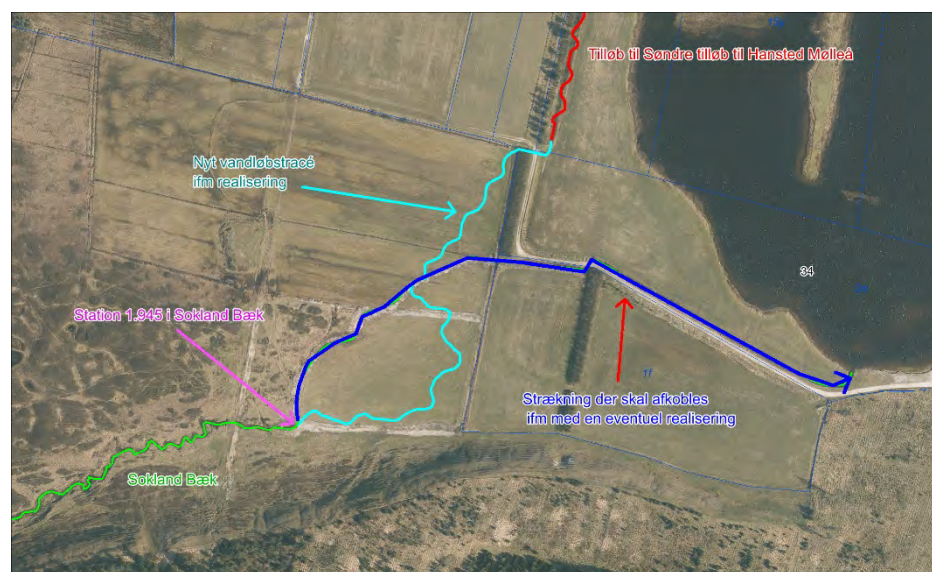 Tilløb til Søndre tilløb til Hansted Mølleå
Nyt vandløbstracé
ifm realisering
34
Station 1.945 i Sokland Bæk
1f
Strækning der skal afkobles
ifm med en eventuel realisering
Sokland Bæk